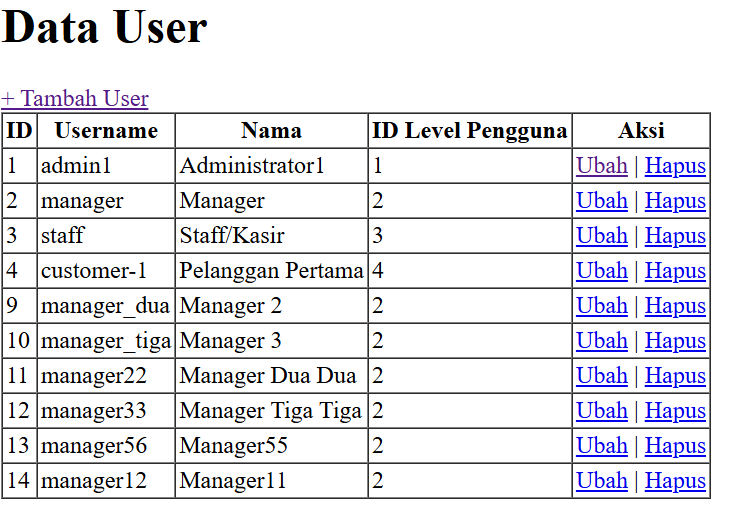 Data User
+ Tambah User
ID Username Nama ID Level Pengguna Aksi
1 admin1 Administrator1 1 Ubah | Hapus
2 manager Manager 2 Ubah | Hapus
3 staff Staff/Kasir 3 Ubah | Hapus
4 customer-1 Pelanggan Pertama 4 Ubah | Hapus
9 manager_dua Manager 2 2 Ubah | Hapus
10 manager_tiga Manager 3 2 Ubah | Hapus
11 manager22 Manager Dua Dua 2 Ubah | Hapus
12 manager33 Manager Tiga Tiga 2 Ubah | Hapus
13 manager56 Manager55 2 Ubah | Hapus
14 manager12 Manager11 2 Ubah | Hapus